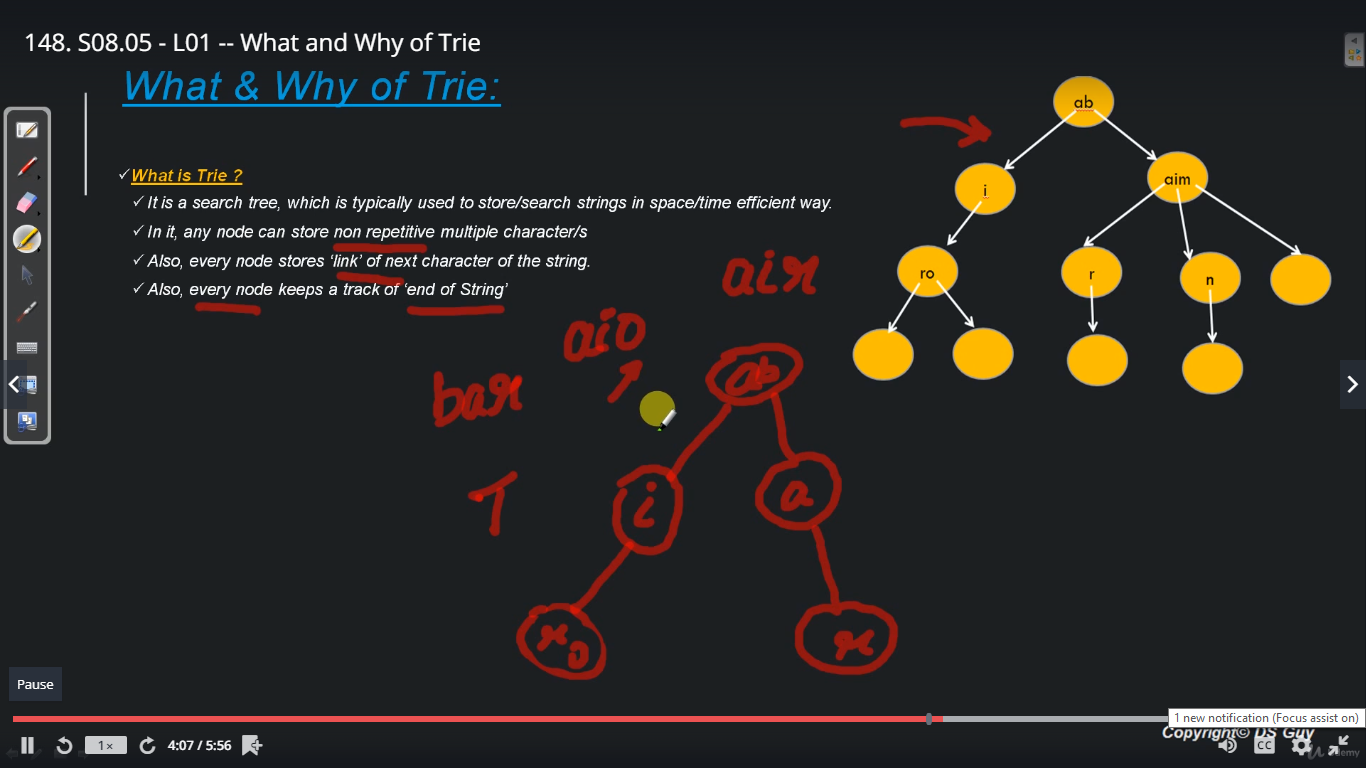 148. S08.05 - L01 -- What and Why of Trie
What & Why of Trie:
✓What is Trie ?
✓It is a search tree, which is typically used to store/search strings in space/time efficient way.
✓In it, any node can store non repetitive multiple character/s
✓Also, every node stores ‘link’ of next character of the string.
✓Also, every node keeps a track of ‘end of String’
ab
i
aim
ro
r
n
air
aio
bar
ab
i
a
r o
r
Pause
1 new notification (Focus assist on)
Copyright© DS Guy
1×
4:07 / 5:56
CC